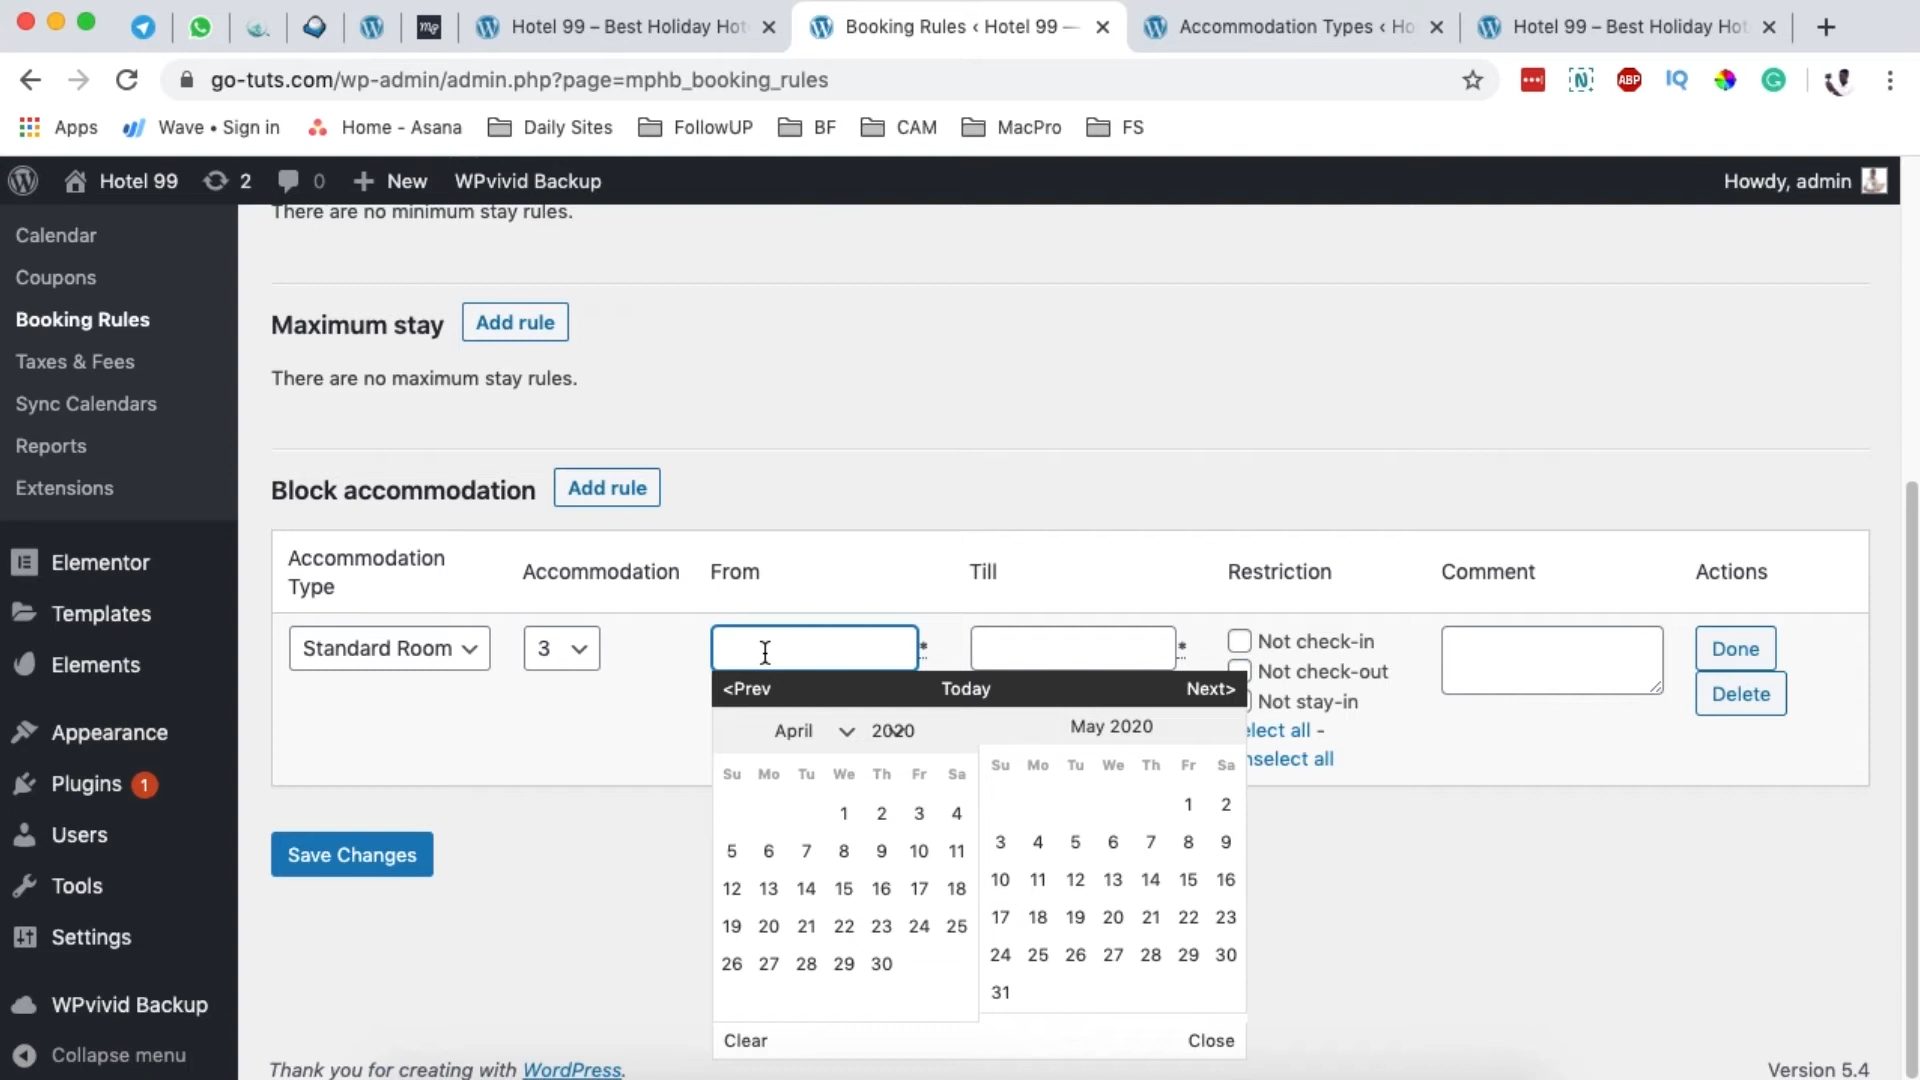 Hotel 99 – Best Holiday Hot
Booking Rules ‹ Hotel 99 —
Accommodation Types ‹ Ho
Hotel 99 – Best Holiday Hot
go-tuts.com/wp-admin/admin.php?page=mphb_booking_rules
ABP
IQ
Apps
Wave • Sign in
Home - Asana
Daily Sites
FollowUP
BF
CAM
MacPro
FS
Hotel 99
2
0
New
WPvivid Backup
Howdy, admin
There are no minimum stay rules.
Calendar
Coupons
Booking Rules
Taxes & Fees
Sync Calendars
Reports
Extensions
Elementor
Templates
Elements
Appearance
Plugins 1
Users
Tools
Settings
WPvivid Backup
Collapse menu
Maximum stay
Add rule
There are no maximum stay rules.
Block accommodation
Add rule
Accommodation Type
Accommodation
From
Till
Restriction
Comment
Actions
Standard Room
3
*
*
Not check-in
Not check-out
Not stay-in
elect all -
nselect all
Done
Delete
<Prev
Today
Next>
April
2020
May 2020
Su Mo Tu We Th Fr Sa
1 2 3 4
5 6 7 8 9 10 11
12 13 14 15 16 17 18
19 20 21 22 23 24 25
26 27 28 29 30
Su Mo Tu We Th Fr Sa
1 2
3 4 5 6 7 8 9
10 11 12 13 14 15 16
17 18 19 20 21 22 23
24 25 26 27 28 29 30
31
Clear
Close
Save Changes
Thank you for creating with WordPress.
Version 5.4